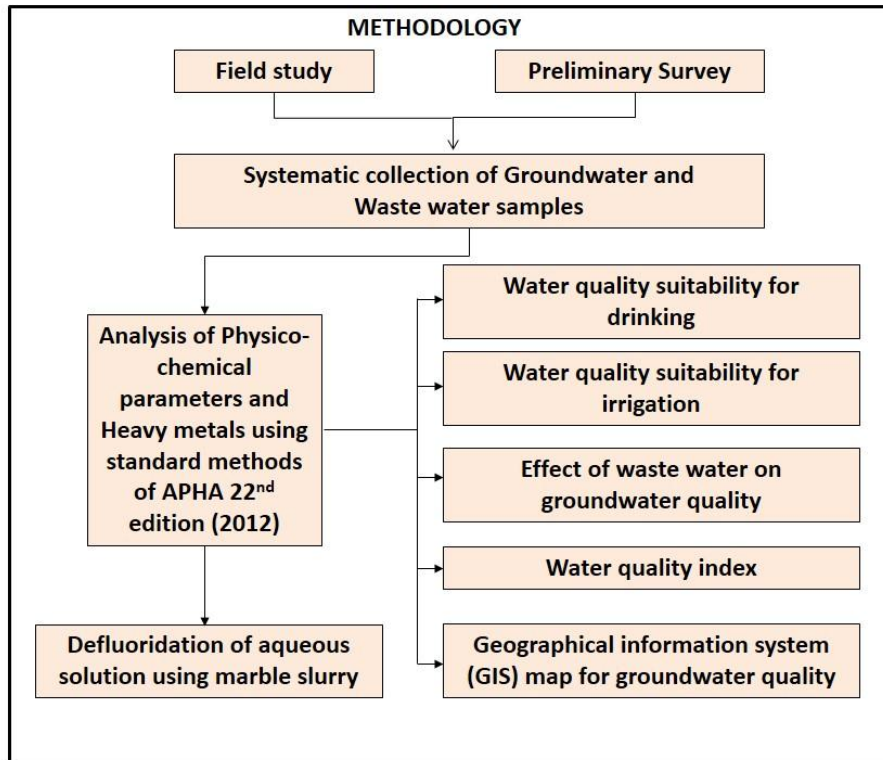 METHODOLOGY
Field study
Preliminary Survey
Systematic collection of Groundwater and
Waste water samples
Analysis of Physico-
chemical
parameters and
Heavy metals using
standard methods
of APHA 22nd
edition (2012)
Water quality suitability for
drinking
Water quality suitability for
irrigation
Effect of waste water on
groundwater quality
Water quality index
Geographical information system
(GIS) map for groundwater quality
Defluoridation of aqueous
solution using marble slurry